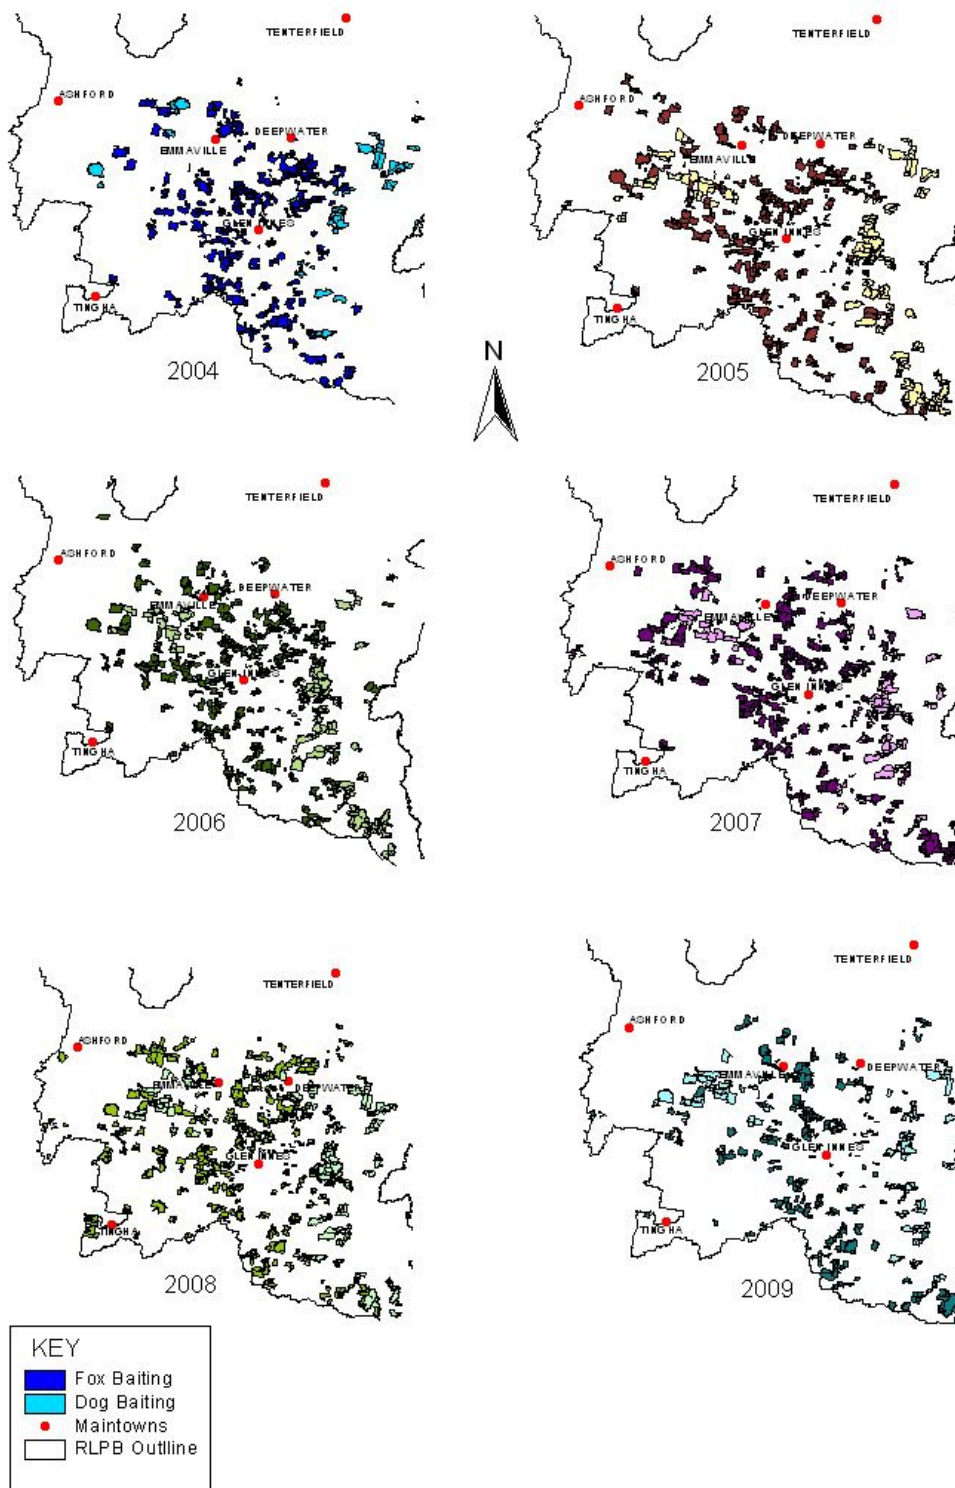 TENTERFIELD
ASHFORD
DEEPWATER
EMMAVILLE
GLEN INNES
TINGHA
2004
TENTERFIELD
ASHFORD
DEEPWATER
EMMAVILLE
GLEN INNES
TINGHA
2005
N
TENTERFIELD
ASHFORD
DEEPWATER
EMMAVILLE
GLEN INNES
TINGHA
2006
TENTERFIELD
ASHFORD
DEEPWATER
EMMAVILLE
GLEN INNES
TINGHA
2007
TENTERFIELD
ASHFORD
EMMAVILLE
DEEPWATER
GLEN INNES
TINGHA
2008
TENTERFIELD
ASHFORD
DEEPWATER
EMMAVILLE
GLEN INNES
TINGHA
2009
KEY
Fox Baiting
Dog Baiting
Maintowns
RLPB Outlline